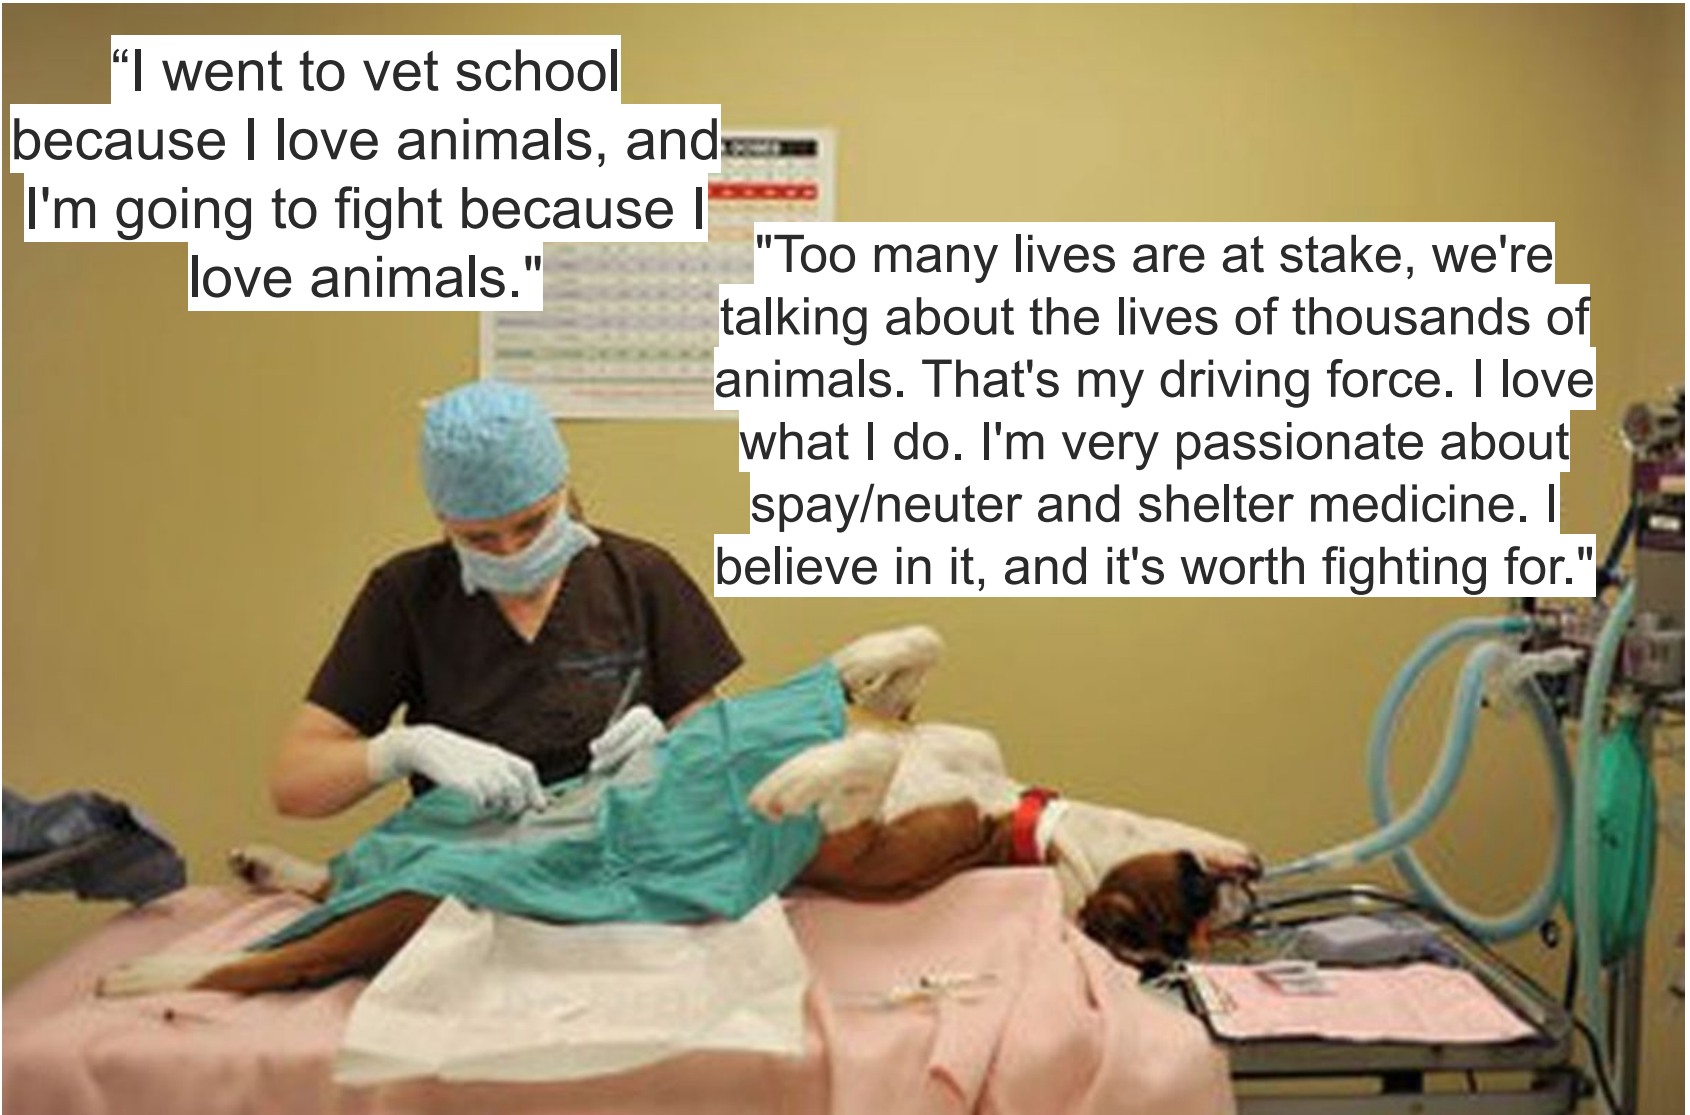 “I went to vet school
because I love animals, and
I'm going to fight because I
love animals."
"Too many lives are at stake, we're
talking about the lives of thousands of
animals. That's my driving force. I love
what I do. I'm very passionate about
spay/neuter and shelter medicine. I
believe in it, and it's worth fighting for."